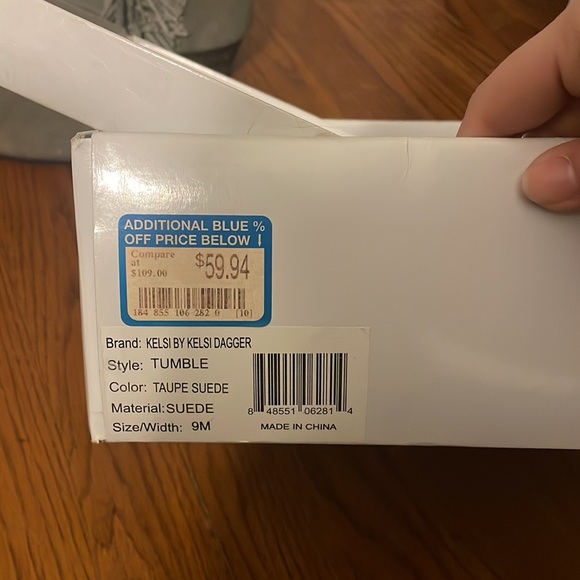 ADDITIONAL BLUE %
OFF PRICE BELOW ↓
Compare
at
$109.00
$59.94
184 855 106 282 0 [10]
Brand: KELSI BY KELSI DAGGER
Style: TUMBLE
Color: TAUPE SUEDE
Material: SUEDE
Size/Width: 9M
8 48551 06281 4
MADE IN CHINA